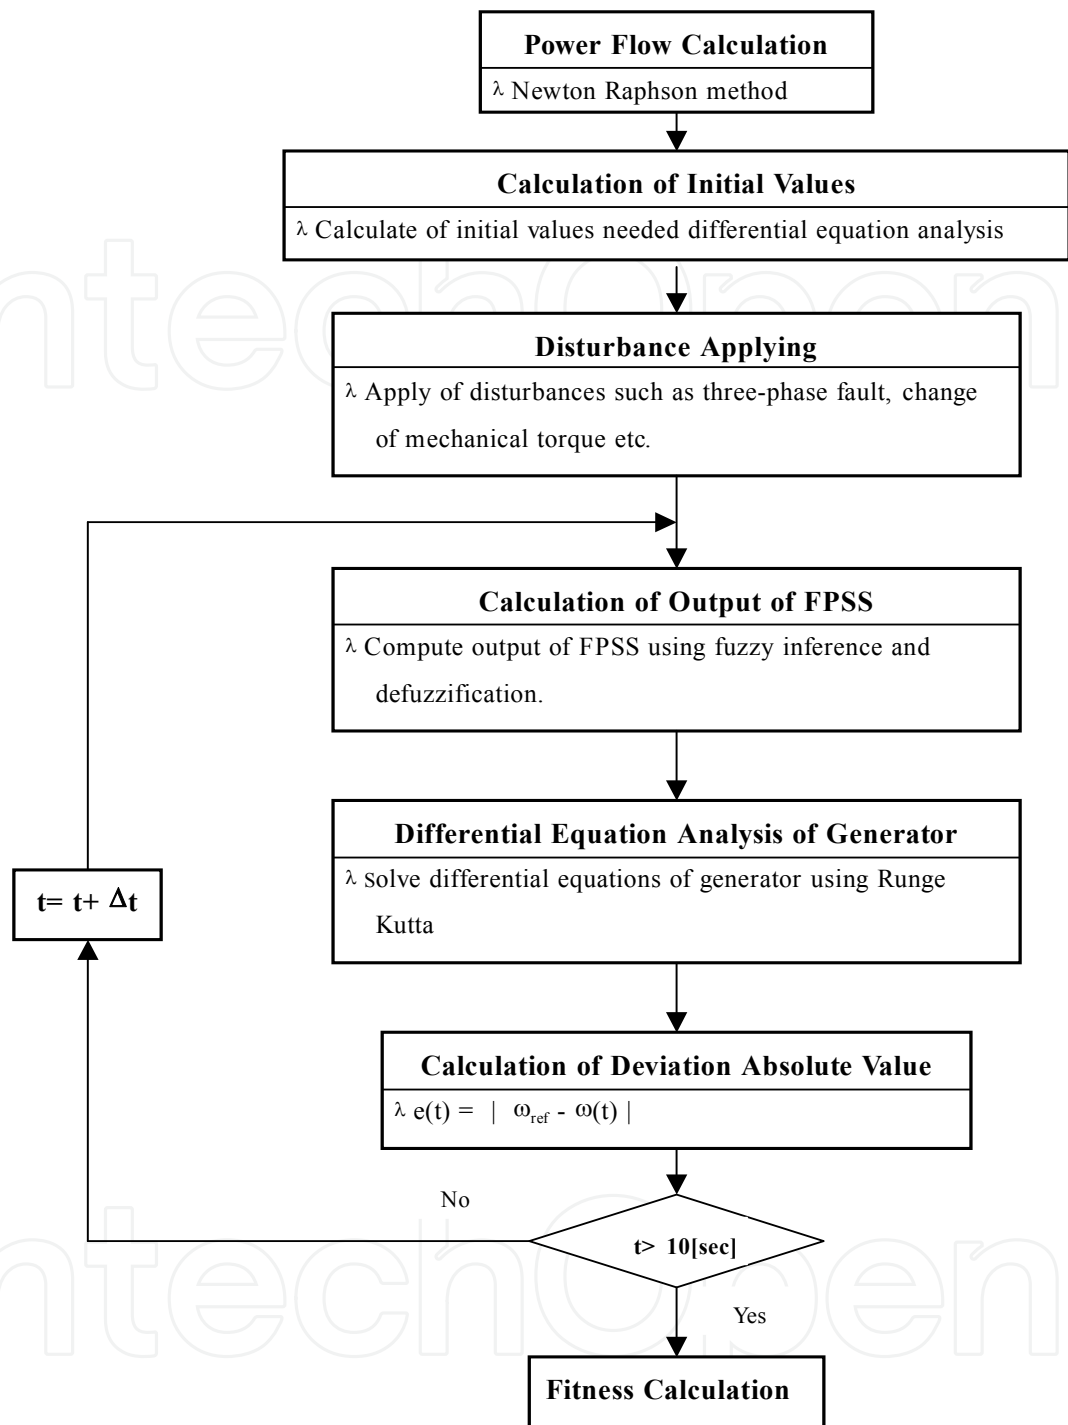 Power Flow Calculation
λ Newton Raphson method
Calculation of Initial Values
λ Calculate of initial values needed differential equation analysis
Disturbance Applying
λ Apply of disturbances such as three-phase fault, change
of mechanical torque etc.
Calculation of Output of FPSS
λ Compute output of FPSS using fuzzy inference and
defuzzification.
Differential Equation Analysis of Generator
λ Solve differential equations of generator using Runge
Kutta
t= t+ Δt
Calculation of Deviation Absolute Value
λ e(t) = | ω_ref - ω(t) |
No
t> 10[sec]
Yes
Fitness Calculation
ntechOpen
ntechOpen